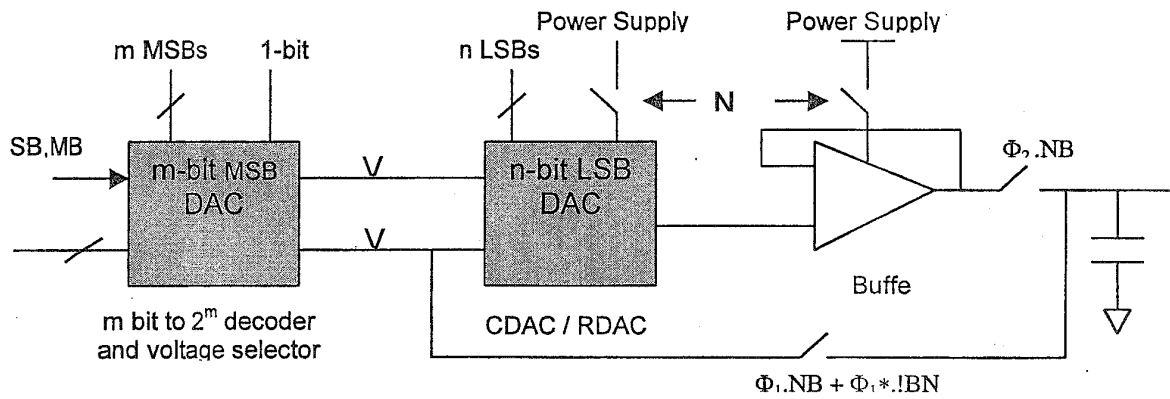 Power Supply
Power Supply
m MSBs
1-bit
n LSBs
N
SB,MB
m-bit MSB
DAC
V
V
n-bit LSB
DAC
Φ₂.NB
Buffe
m bit to 2ᵐ decoder
and voltage selector
CDAC / RDAC
Φ₁.NB + Φ₁*.!BN